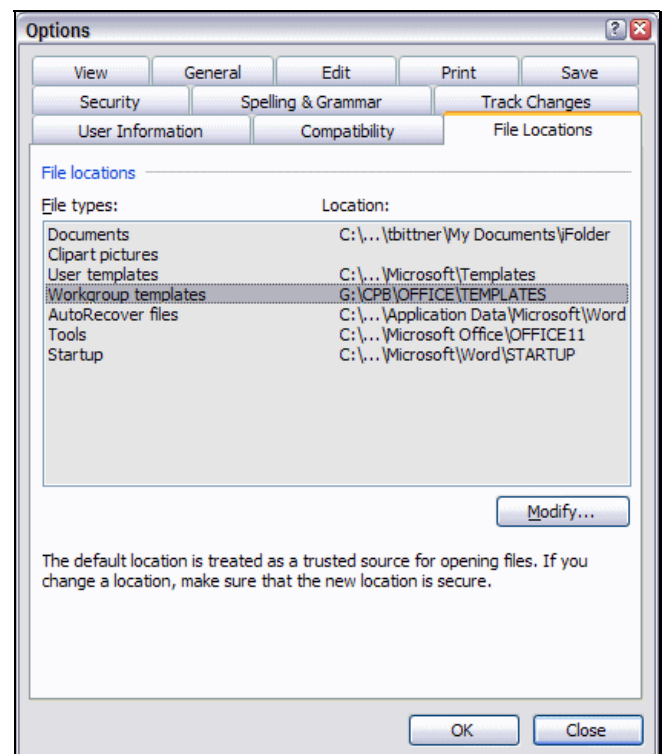 Options
View General Edit Print Save
Security Spelling & Grammar Track Changes
User Information Compatibility File Locations
File locations
File types: Location:
Documents C:\...\tbittner\My Documents\iFolder
Clipart pictures
User templates C:\...\Microsoft\Templates
Workgroup templates G:\CPB\OFFICE\TEMPLATES
AutoRecover files C:\...\Application Data\Microsoft\Word
Tools C:\...\Microsoft Office\OFFICE11
Startup C:\...\Microsoft\Word\STARTUP
Modify...
The default location is treated as a trusted source for opening files. If you
change a location, make sure that the new location is secure.
OK Close